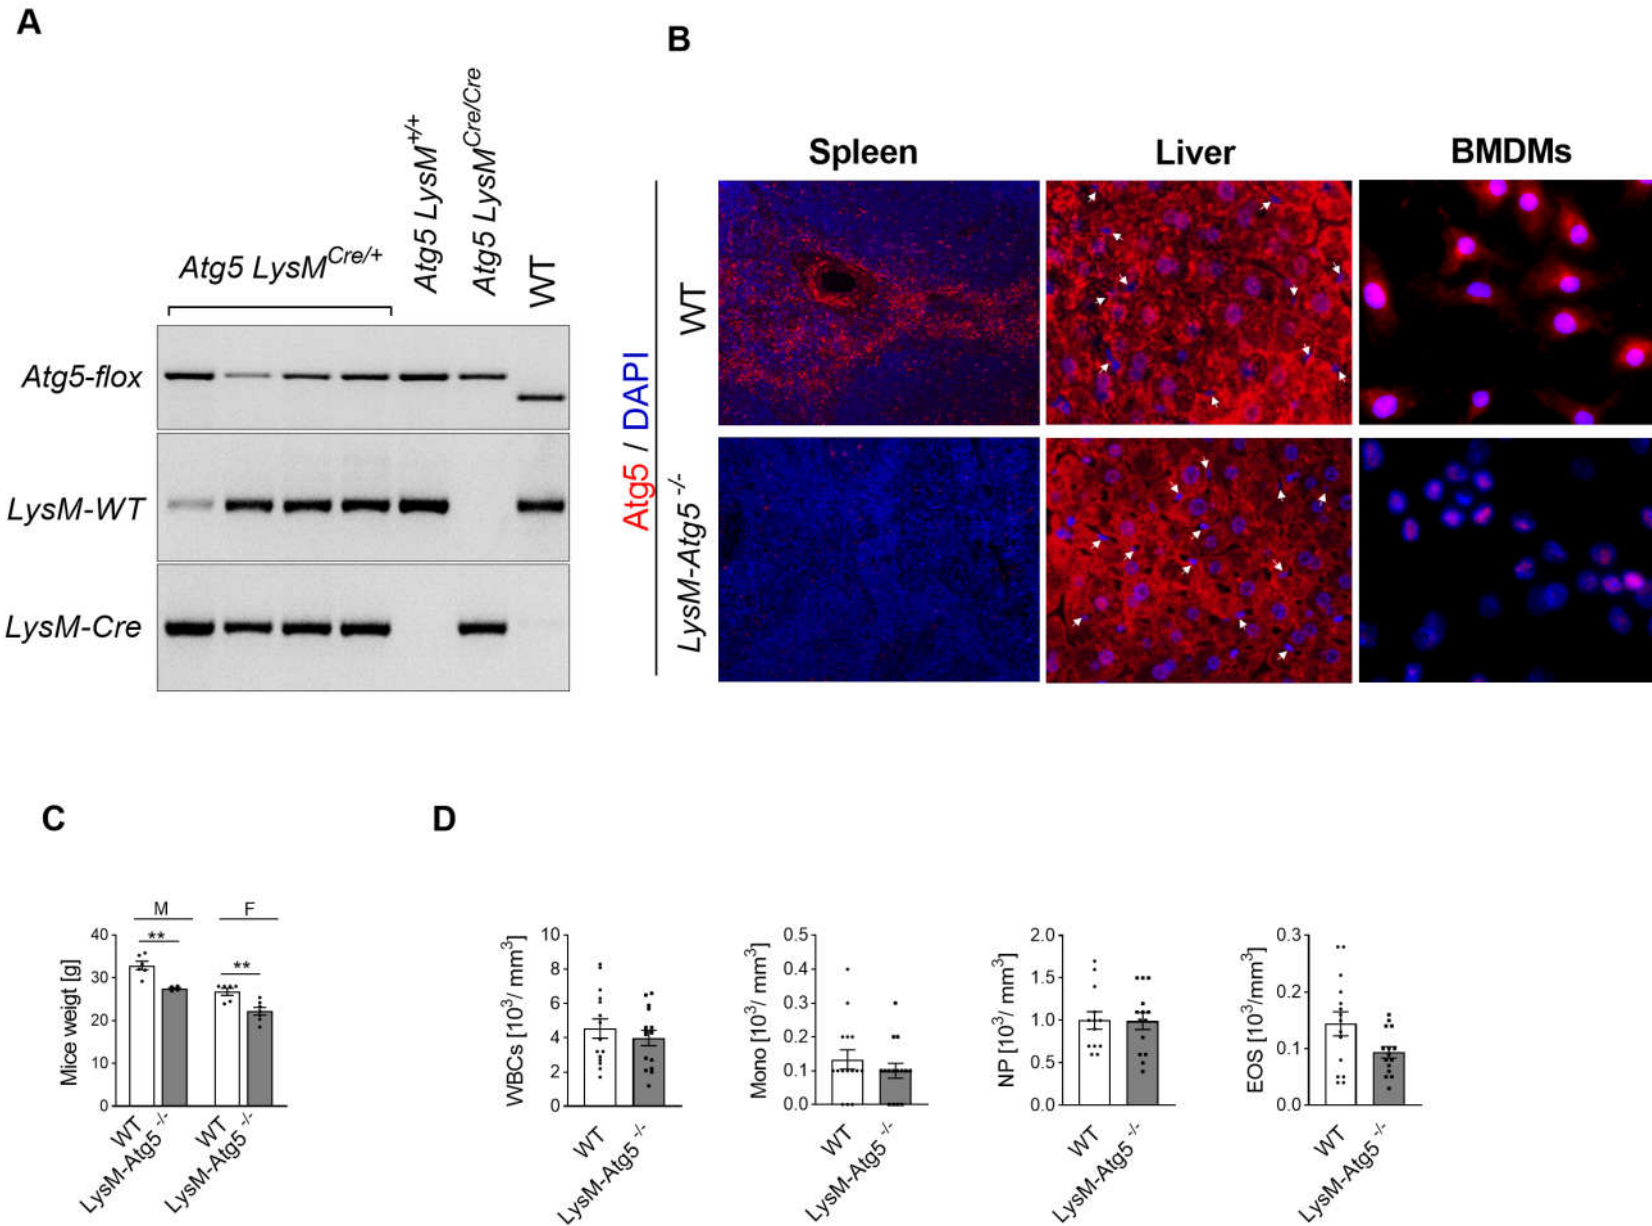 A
B
Atg5 LysM^Cre/+
Atg5 LysM^+/+
Atg5 LysM^Cre/Cre
WT
Atg5-flox
LysM-WT
LysM-Cre
Spleen
Liver
BMDMs
Atg5 / DAPI
WT
LysM-Atg5 -/-
C
D
M
F
**
**
Mice weigt [g]
40
30
20
10
0
WT
LysM-Atg5 -/-
WT
LysM-Atg5 -/-
WBCs [10³/ mm³]
10
8
6
4
2
0
WT
LysM-Atg5 -/-
Mono [10³/ mm³]
0.5
0.4
0.3
0.2
0.1
0.0
WT
LysM-Atg5 -/-
NP [10³/ mm³]
2.0
1.5
1.0
0.5
0.0
WT
LysM-Atg5 -/-
EOS [10³/mm³]
0.3
0.2
0.1
0.0
WT
LysM-Atg5 -/-